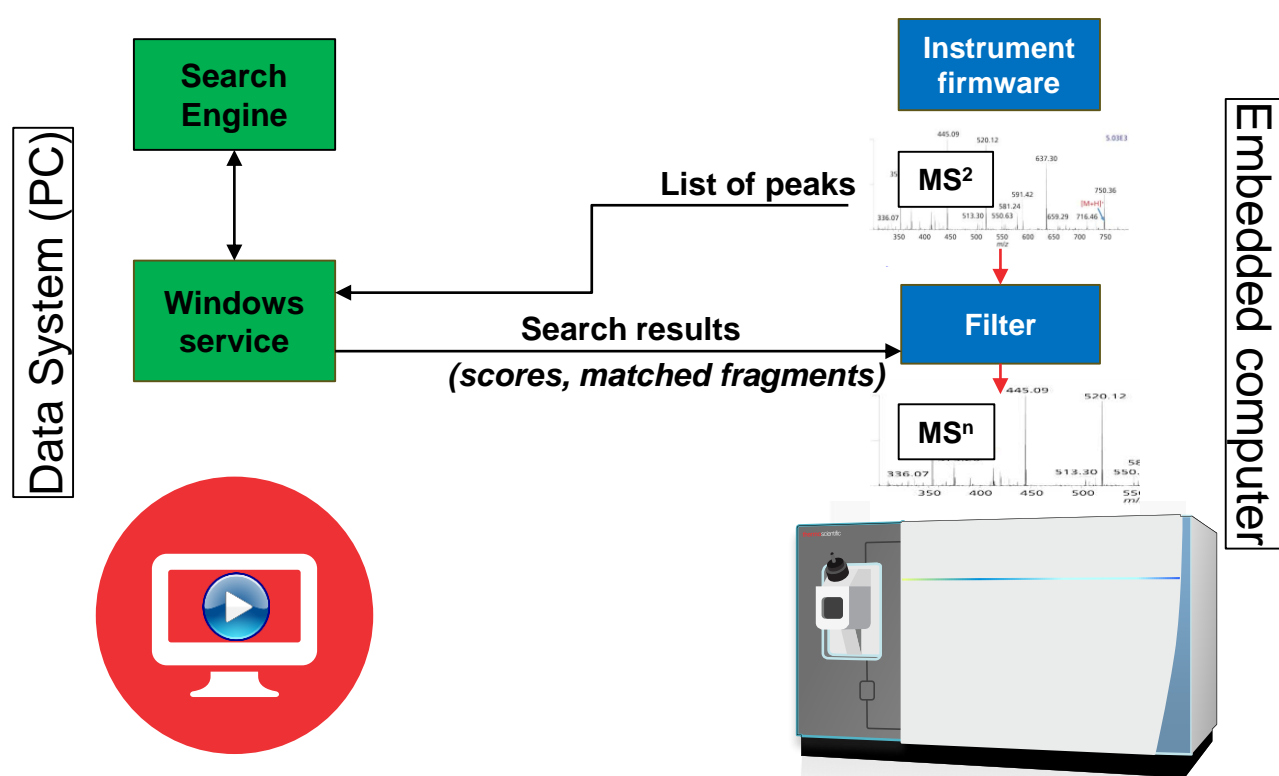 Data System (PC)
Search
Engine
Windows
service
List of peaks
Search results
(scores, matched fragments)
Instrument
firmware
445.09
520.12
5.03E3
637.30
MS²
591.42
581.24
750.36
336.07
513.30
550.63
659.29
716.46
350 400 450 500 550 600 650 700 750
m/z
Filter
445.09
520.12
MSⁿ
336.07
513.30
350 400 450 500
scientific
Embedded computer